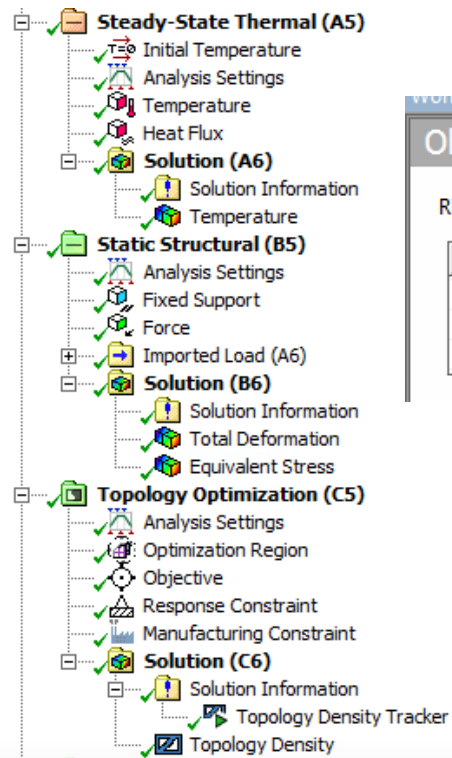 Steady-State Thermal (A5)
T=0 Initial Temperature
Analysis Settings
Temperature
Heat Flux
Solution (A6)
Solution Information
Temperature
Static Structural (B5)
Analysis Settings
Fixed Support
Force
Imported Load (A6)
Solution (B6)
Solution Information
Total Deformation
Equivalent Stress
Topology Optimization (C5)
Analysis Settings
Optimization Region
Objective
Response Constraint
Manufacturing Constraint
Solution (C6)
Solution Information
Topology Density Tracker
Topology Density
R